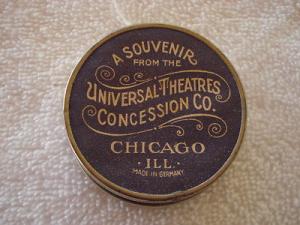 A SOUVENIR
FROM THE
UNIVERSAL THEATRES
CONCESSION CO.
CHICAGO
· ILL. ·
MADE IN GERMANY